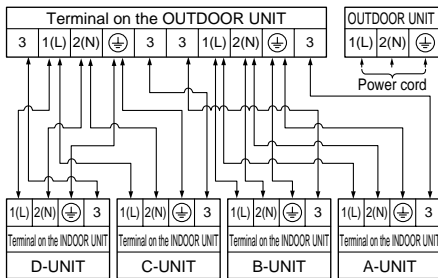 Terminal on the OUTDOOR UNIT
3 1(L) 2(N) 3 3 1(L) 2(N) 3
OUTDOOR UNIT
1(L) 2(N)
Power cord
1(L) 2(N) 3 1(L) 2(N) 3 1(L) 2(N) 3 1(L) 2(N) 3
Terminal on the INDOOR UNIT Terminal on the INDOOR UNIT Terminal on the INDOOR UNIT Terminal on the INDOOR UNIT
D-UNIT C-UNIT B-UNIT A-UNIT